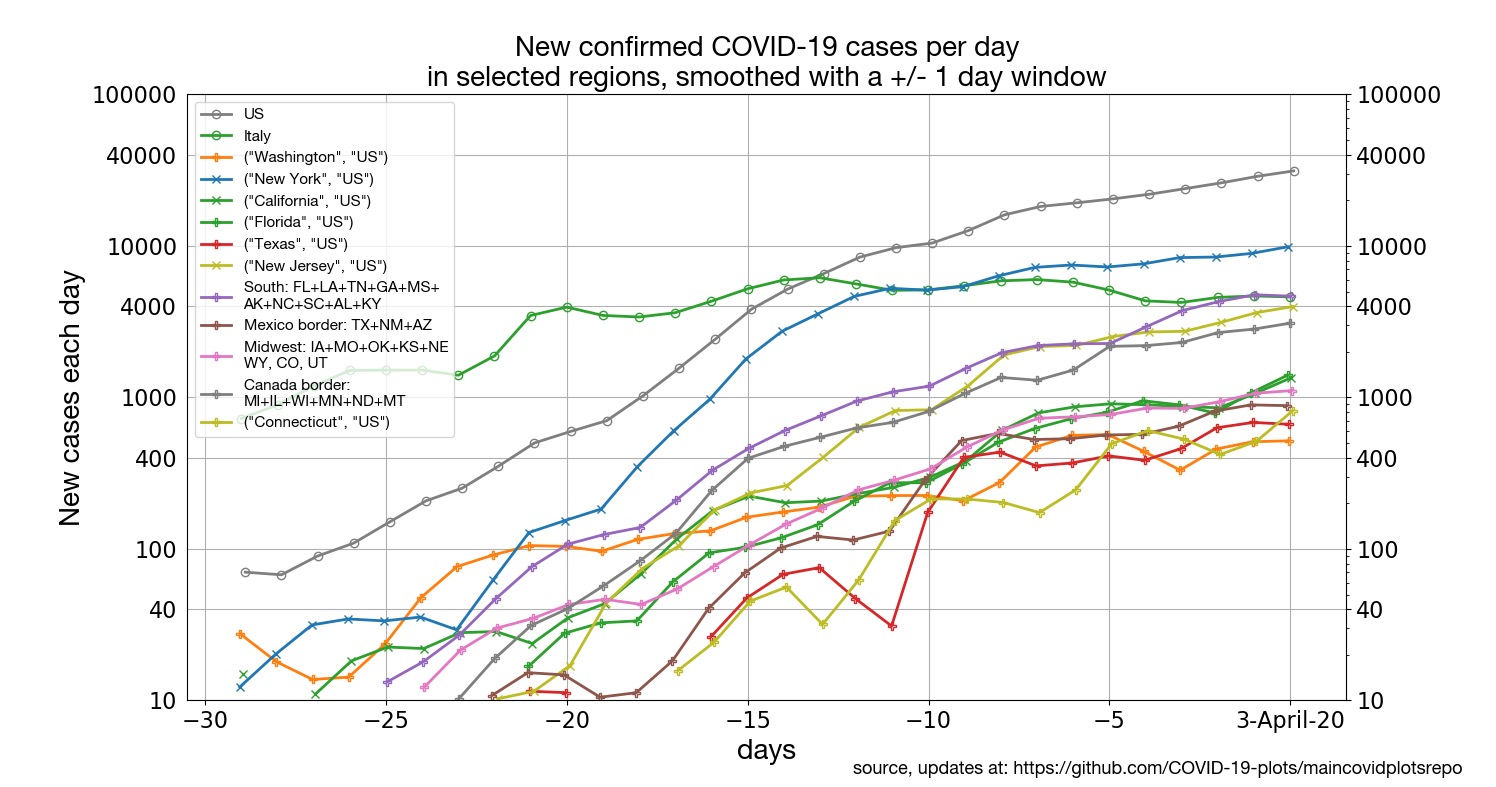 New confirmed COVID-19 cases per day
in selected regions, smoothed with a +/- 1 day window
100000
40000
10000
4000
1000
400
100
40
10
New cases each day
US
Italy
("Washington", "US")
("New York", "US")
("California", "US")
("Florida", "US")
("Texas", "US")
("New Jersey", "US")
South: FL+LA+TN+GA+MS+
AK+NC+SC+AL+KY
Mexico border: TX+NM+AZ
Midwest: IA+MO+OK+KS+NE
WY, CO, UT
Canada border:
MI+IL+WI+MN+ND+MT
("Connecticut", "US")
100000
40000
10000
4000
1000
400
100
40
10
−30 −25 −20 −15 −10 −5 3-April-20
days
source, updates at: https://github.com/COVID-19-plots/maincovidplotsrepo